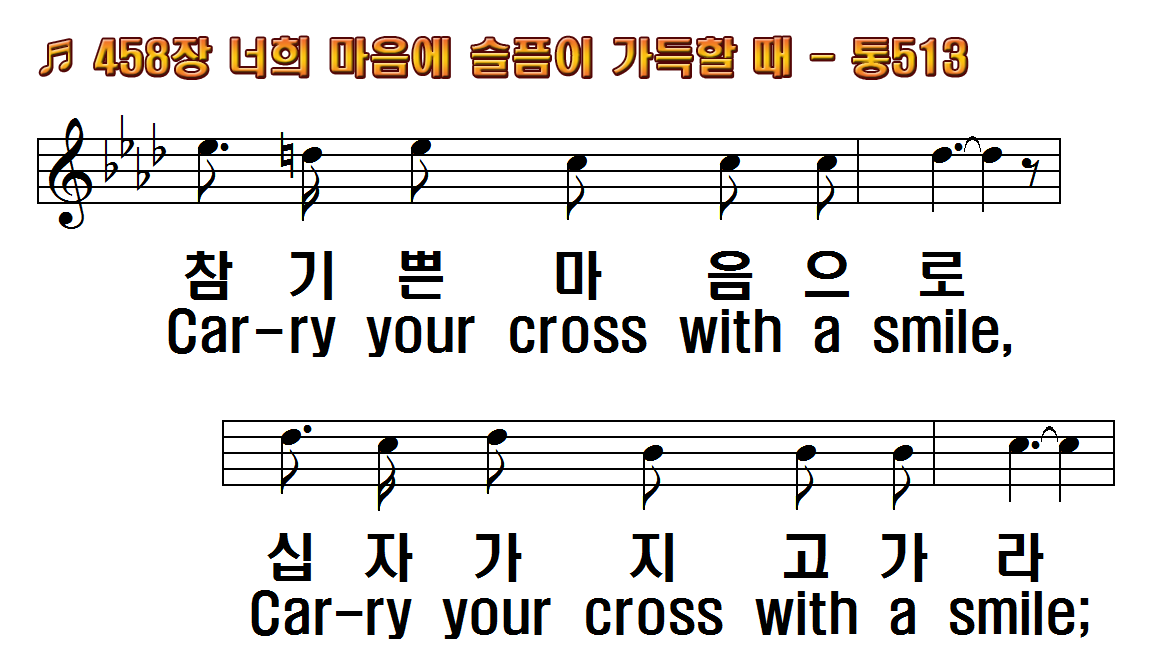 ♬ 458장 너희 마음에 슬픔이 가득할 때 - 통513
참 기 쁜 마 음 으 로
Car-ry your cross with a smile,
십 자 가 지 고 가 라
Car-ry your cross with a smile;